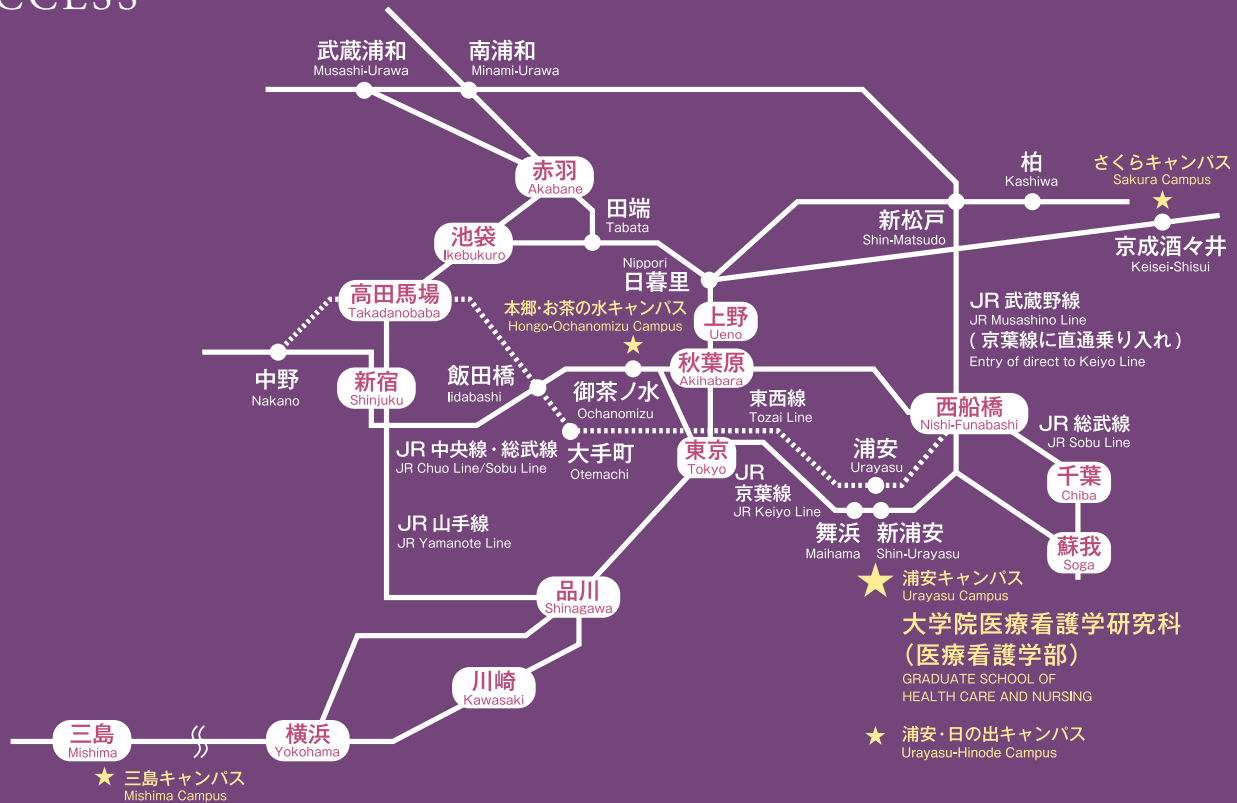 武蔵浦和
Musashi-Urawa
南浦和
Minami-Urawa
赤羽
Akabane
田端
Tabata
池袋
Ikebukuro
柏
Kashiwa
さくらキャンパス
Sakura Campus
新松戸
Shin-Matsudo
京成酒々井
Keisei-Shisui
Nippori
日暮里
高田馬場
Takadanobaba
本郷・お茶の水キャンパス
Hongo-Ochanomizu Campus
上野
Ueno
JR 武蔵野線
JR Musashino Line
( 京葉線に直通乗り入れ )
Entry of direct to Keiyo Line
中野
Nakano
新宿
Shinjuku
飯田橋
Iidabashi
御茶ノ水
Ochanomizu
秋葉原
Akihabara
東西線
Tozai Line
西船橋
Nishi-Funabashi
JR 総武線
JR Sobu Line
JR 中央線・総武線
JR Chuo Line/Sobu Line
大手町
Otemachi
東京
Tokyo
JR
京葉線
JR Keiyo Line
浦安
Urayasu
千葉
Chiba
JR 山手線
JR Yamanote Line
舞浜
Maihama
新浦安
Shin-Urayasu
蘇我
Soga
品川
Shinagawa
浦安キャンパス
Urayasu Campus
大学院医療看護学研究科
(医療看護学部)
GRADUATE SCHOOL OF
HEALTH CARE AND NURSING
川崎
Kawasaki
三島
Mishima
横浜
Yokohama
浦安・日の出キャンパス
Urayasu-Hinode Campus
三島キャンパス
Mishima Campus